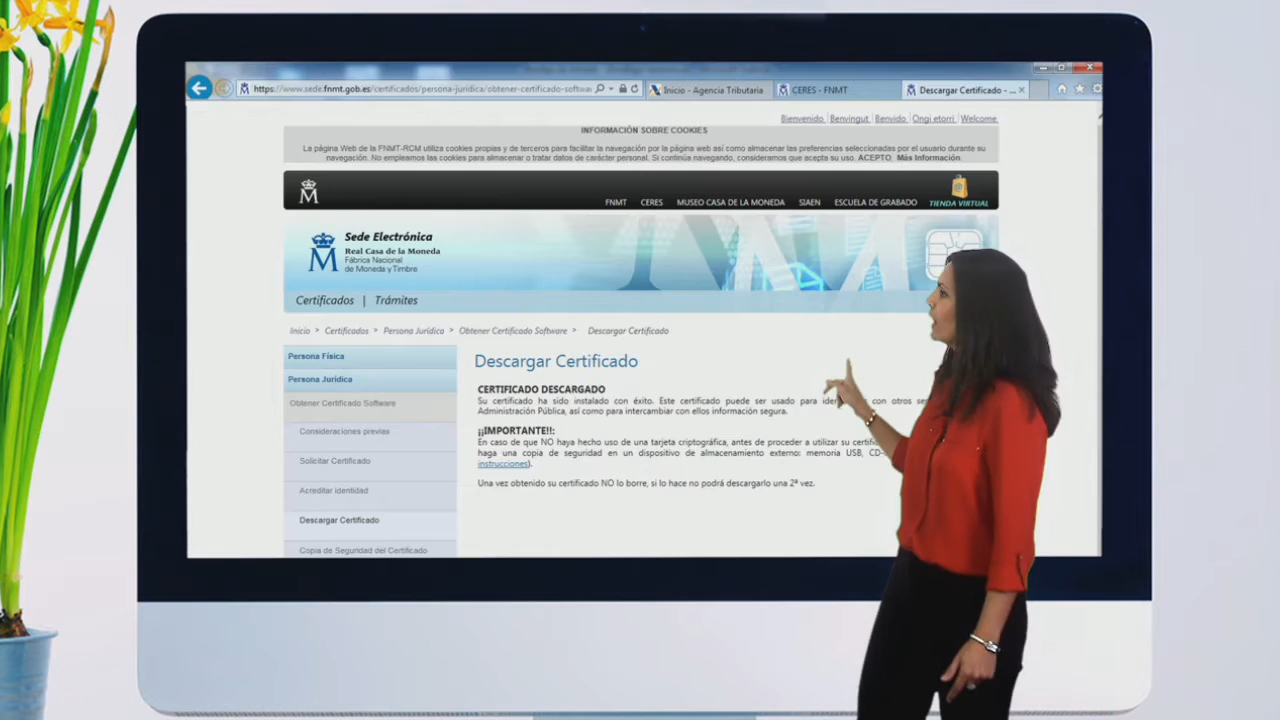 https://www.sede.fnmt.gob.es/certificados/persona-juridica/obtener-certificado-softwa
Inicio - Agencia Tributaria
CERES - FNMT
Descargar Certificado - ...
Bienvenido Benvingut Benvido Ongi etorri Welcome
INFORMACIÓN SOBRE COOKIES
La página Web de la FNMT-RCM utiliza cookies propias y de terceros para facilitar la navegación por la página web así como almacenar las preferencias seleccionadas por el usuario durante su
navegación. No empleamos las cookies para almacenar o tratar datos de carácter personal. Si continúa navegando, consideramos que acepta su uso. ACEPTO Más Información.
FNMT CERES MUSEO CASA DE LA MONEDA SIAEN ESCUELA DE GRABADO TIENDA VIRTUAL
Sede Electrónica
Real Casa de la Moneda
Fábrica Nacional
de Moneda y Timbre
Certificados | Trámites
Inicio > Certificados > Persona Jurídica > Obtener Certificado Software > Descargar Certificado
Persona Física
Persona Jurídica
Obtener Certificado Software
Consideraciones previas
Solicitar Certificado
Acreditar identidad
Descargar Certificado
Copia de Seguridad del Certificado
Descargar Certificado
CERTIFICADO DESCARGADO
Su certificado ha sido instalado con éxito. Este certificado puede ser usado para con otros
Administración Pública, así como para intercambiar con ellos información segura.
¡¡IMPORTANTE!!:
En caso de que NO haya hecho uso de una tarjeta criptográfica, antes de proceder a utilizar su
haga una copia de seguridad en un dispositivo de almacenamiento externo: memoria USB, CD-
instrucciones).
Una vez obtenido su certificado NO lo borre, si lo hace no podrá descargarlo una 2ª vez.